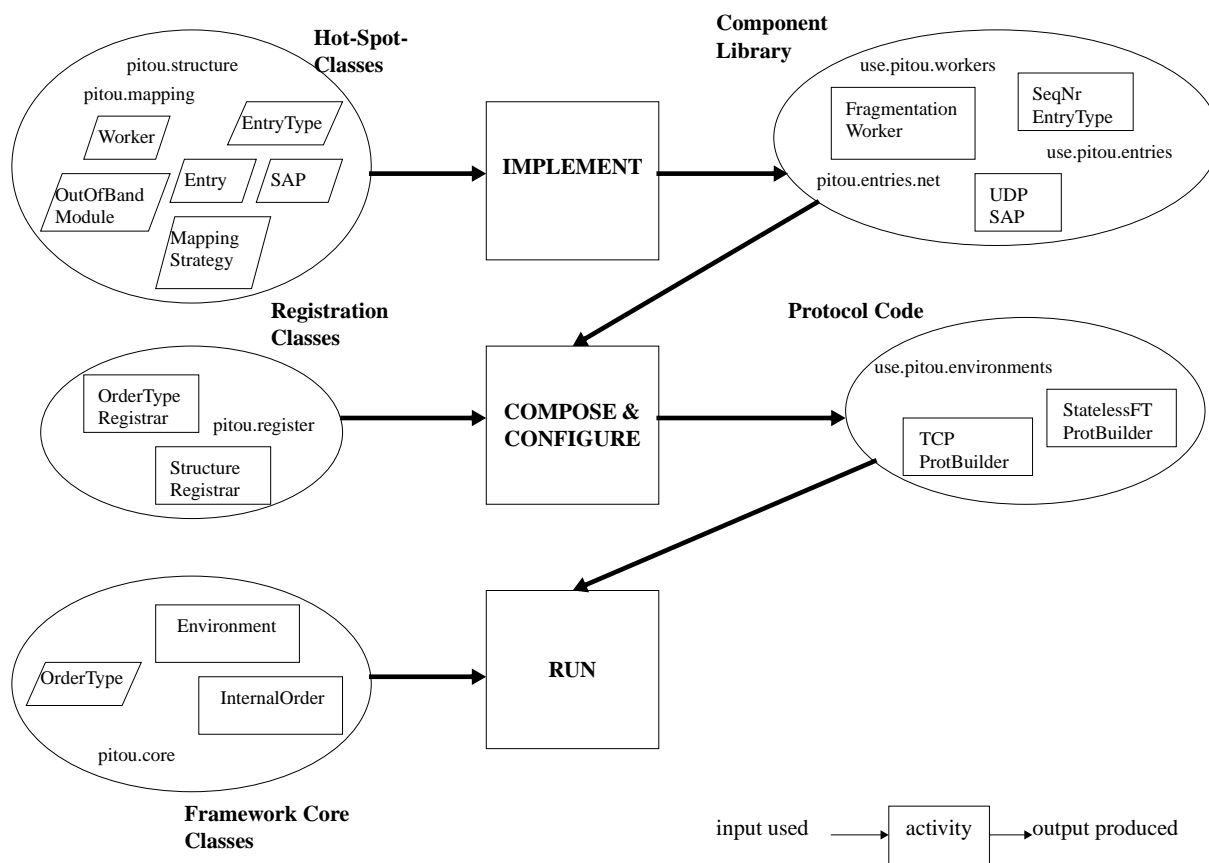 Hot-Spot-
Classes
pitou.structure
pitou.mapping
EntryType
Worker
Entry
SAP
OutOfBand
Module
Mapping
Strategy
IMPLEMENT
Component
Library
use.pitou.workers
Fragmentation
Worker
SeqNr
EntryType
use.pitou.entries
pitou.entries.net
UDP
SAP
Registration
Classes
OrderType
Registrar
pitou.register
Structure
Registrar
COMPOSE &
CONFIGURE
Protocol Code
use.pitou.environments
StatelessFT
ProtBuilder
TCP
ProtBuilder
Environment
OrderType
InternalOrder
pitou.core
RUN
Framework Core
Classes
input used
activity
output produced